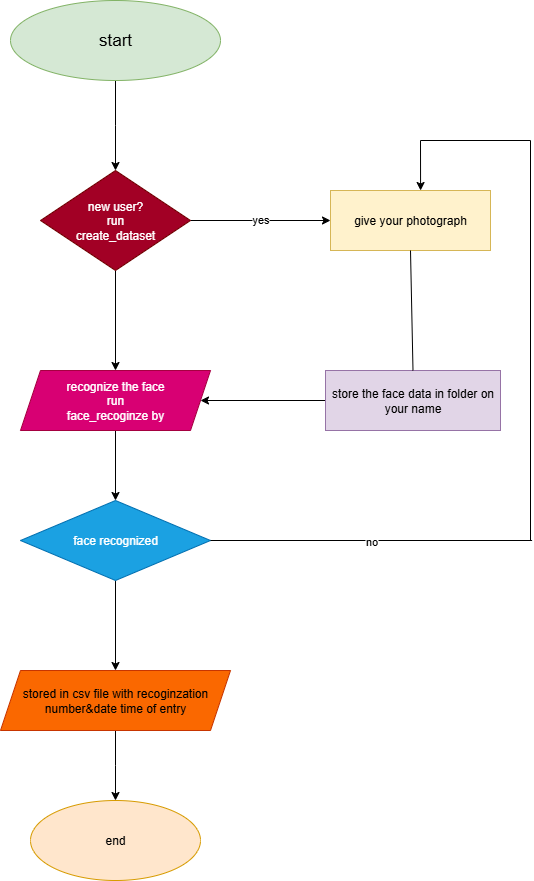 start
new user?
run
create_dataset
yes
give your photograph
recognize the face
run
face_recoginze by
store the face data in folder on
your name
face recognized
no
stored in csv file with recoginzation
number&date time of entry
end